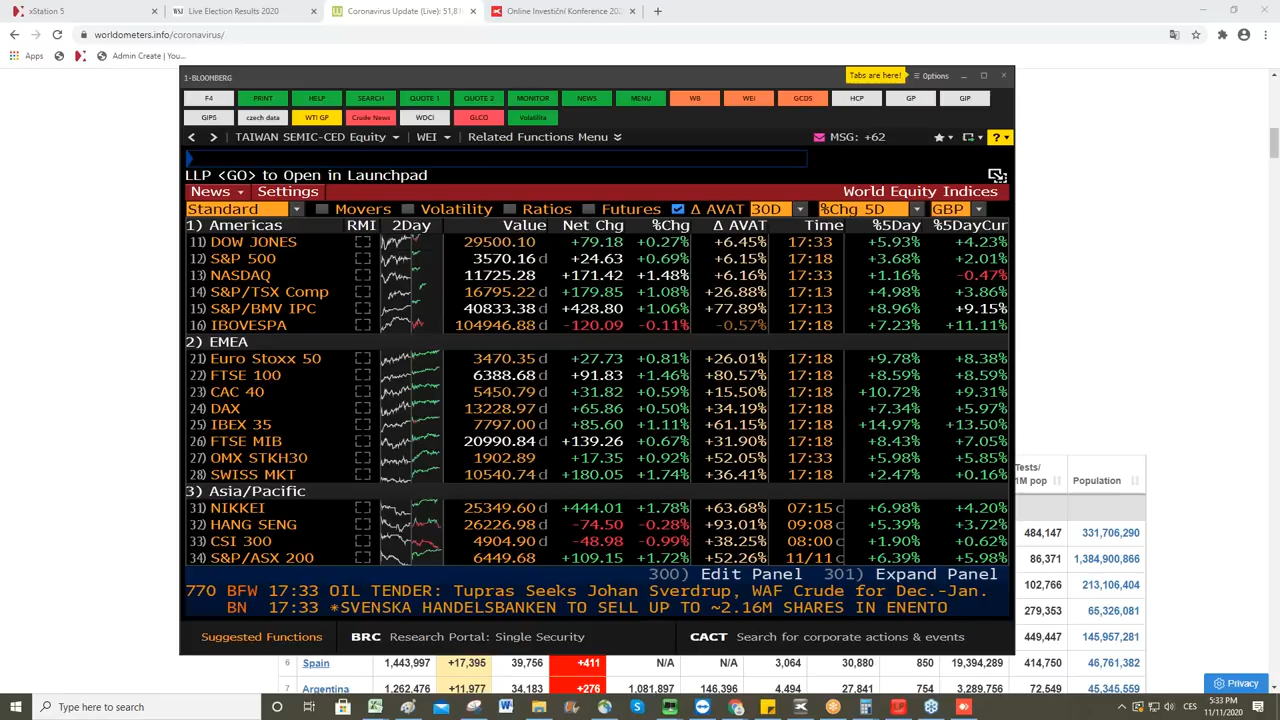 xStation 5
WSJ Live Election Results 2020
Coronavirus Update (Live): 51,81
Online Investiční Konference 202
worldometers.info/coronavirus/
Apps
Admin Create | You...
1-BLOOMBERG
Tabs are here! Options
F4 PRINT HELP SEARCH QUOTE 1 QUOTE 2 MONITOR NEWS MENU WB WEI GCDS HCP GP GIP
GIPS czech data WTI GP Crude News WDCI GLCO Volatilita
TAIWAN SEMIC-CED Equity WEI Related Functions Menu MSG: +62 ?
LLP <GO> to Open in Launchpad
News Settings World Equity Indices
Standard Movers Volatility Ratios Futures Δ AVAT 30D %Chg 5D GBP
1) Americas RMI 2Day Value Net Chg %Chg Δ AVAT Time %5Day %5DayCur
11) DOW JONES 29500.10 +79.18 +0.27% +6.45% 17:33 +5.93% +4.23%
12) S&P 500 3570.16 d +24.63 +0.69% +6.15% 17:18 +3.68% +2.01%
13) NASDAQ 11725.28 +171.42 +1.48% +6.16% 17:33 +1.16% -0.47%
14) S&P/TSX Comp 16795.22 d +179.85 +1.08% +26.88% 17:13 +4.98% +3.86%
15) S&P/BMV IPC 40833.38 d +428.80 +1.06% +77.89% 17:13 +8.96% +9.15%
16) IBOVESPA 104946.88 d -120.09 -0.11% -0.57% 17:18 +7.23% +11.11%
2) EMEA
21) Euro Stoxx 50 3470.35 d +27.73 +0.81% +26.01% 17:18 +9.78% +8.38%
22) FTSE 100 6388.68 d +91.83 +1.46% +80.57% 17:18 +8.59% +8.59%
23) CAC 40 5450.79 d +31.82 +0.59% +15.50% 17:18 +10.72% +9.31%
24) DAX 13228.97 d +65.86 +0.50% +34.19% 17:18 +7.34% +5.97%
25) IBEX 35 7797.00 d +85.60 +1.11% +61.15% 17:18 +14.97% +13.50%
26) FTSE MIB 20990.84 d +139.26 +0.67% +31.90% 17:18 +8.43% +7.05%
27) OMX STKH30 1902.89 +17.35 +0.92% +52.05% 17:33 +5.98% +5.85%
28) SWISS MKT 10540.74 d +180.05 +1.74% +36.41% 17:18 +2.47% +0.16%
3) Asia/Pacific
31) NIKKEI 25349.60 d +444.01 +1.78% +63.68% 07:15 c +6.98% +4.20%
32) HANG SENG 26226.98 d -74.50 -0.28% +93.01% 09:08 c +5.39% +3.72%
33) CSI 300 4904.90 d -48.98 -0.99% +38.25% 08:00 c +1.90% +0.62%
34) S&P/ASX 200 6449.68 d +109.15 +1.72% +52.26% 11/11 c +6.39% +5.98%
300) Edit Panel 301) Expand Panel
770 BFW 17:33 OIL TENDER: Tupras Seeks Johan Sverdrup, WAF Crude for Dec.-Jan.
BN 17:33 *SVENSKA HANDELSBANKEN TO SELL UP TO ~2.16M SHARES IN ENENTO
Suggested Functions BRC Research Portal: Single Security CACT Search for corporate actions & events
Tests/
1M pop Population
484,147 331,706,290
86,371 1,384,900,866
102,766 213,106,404
279,353 65,326,081
449,447 145,957,281
6 Spain 1,443,997 +17,395 39,756 +411 N/A N/A 3,064 30,880 850 19,394,289 414,750 46,761,382
7 Argentina 1,262,476 +11,977 34,183 +276 1,081,897 146,396 4,494 27,841 754 3,289,756 72,549 45,345,559
Privacy
Type here to search
CES
5:33 PM
11/11/2020